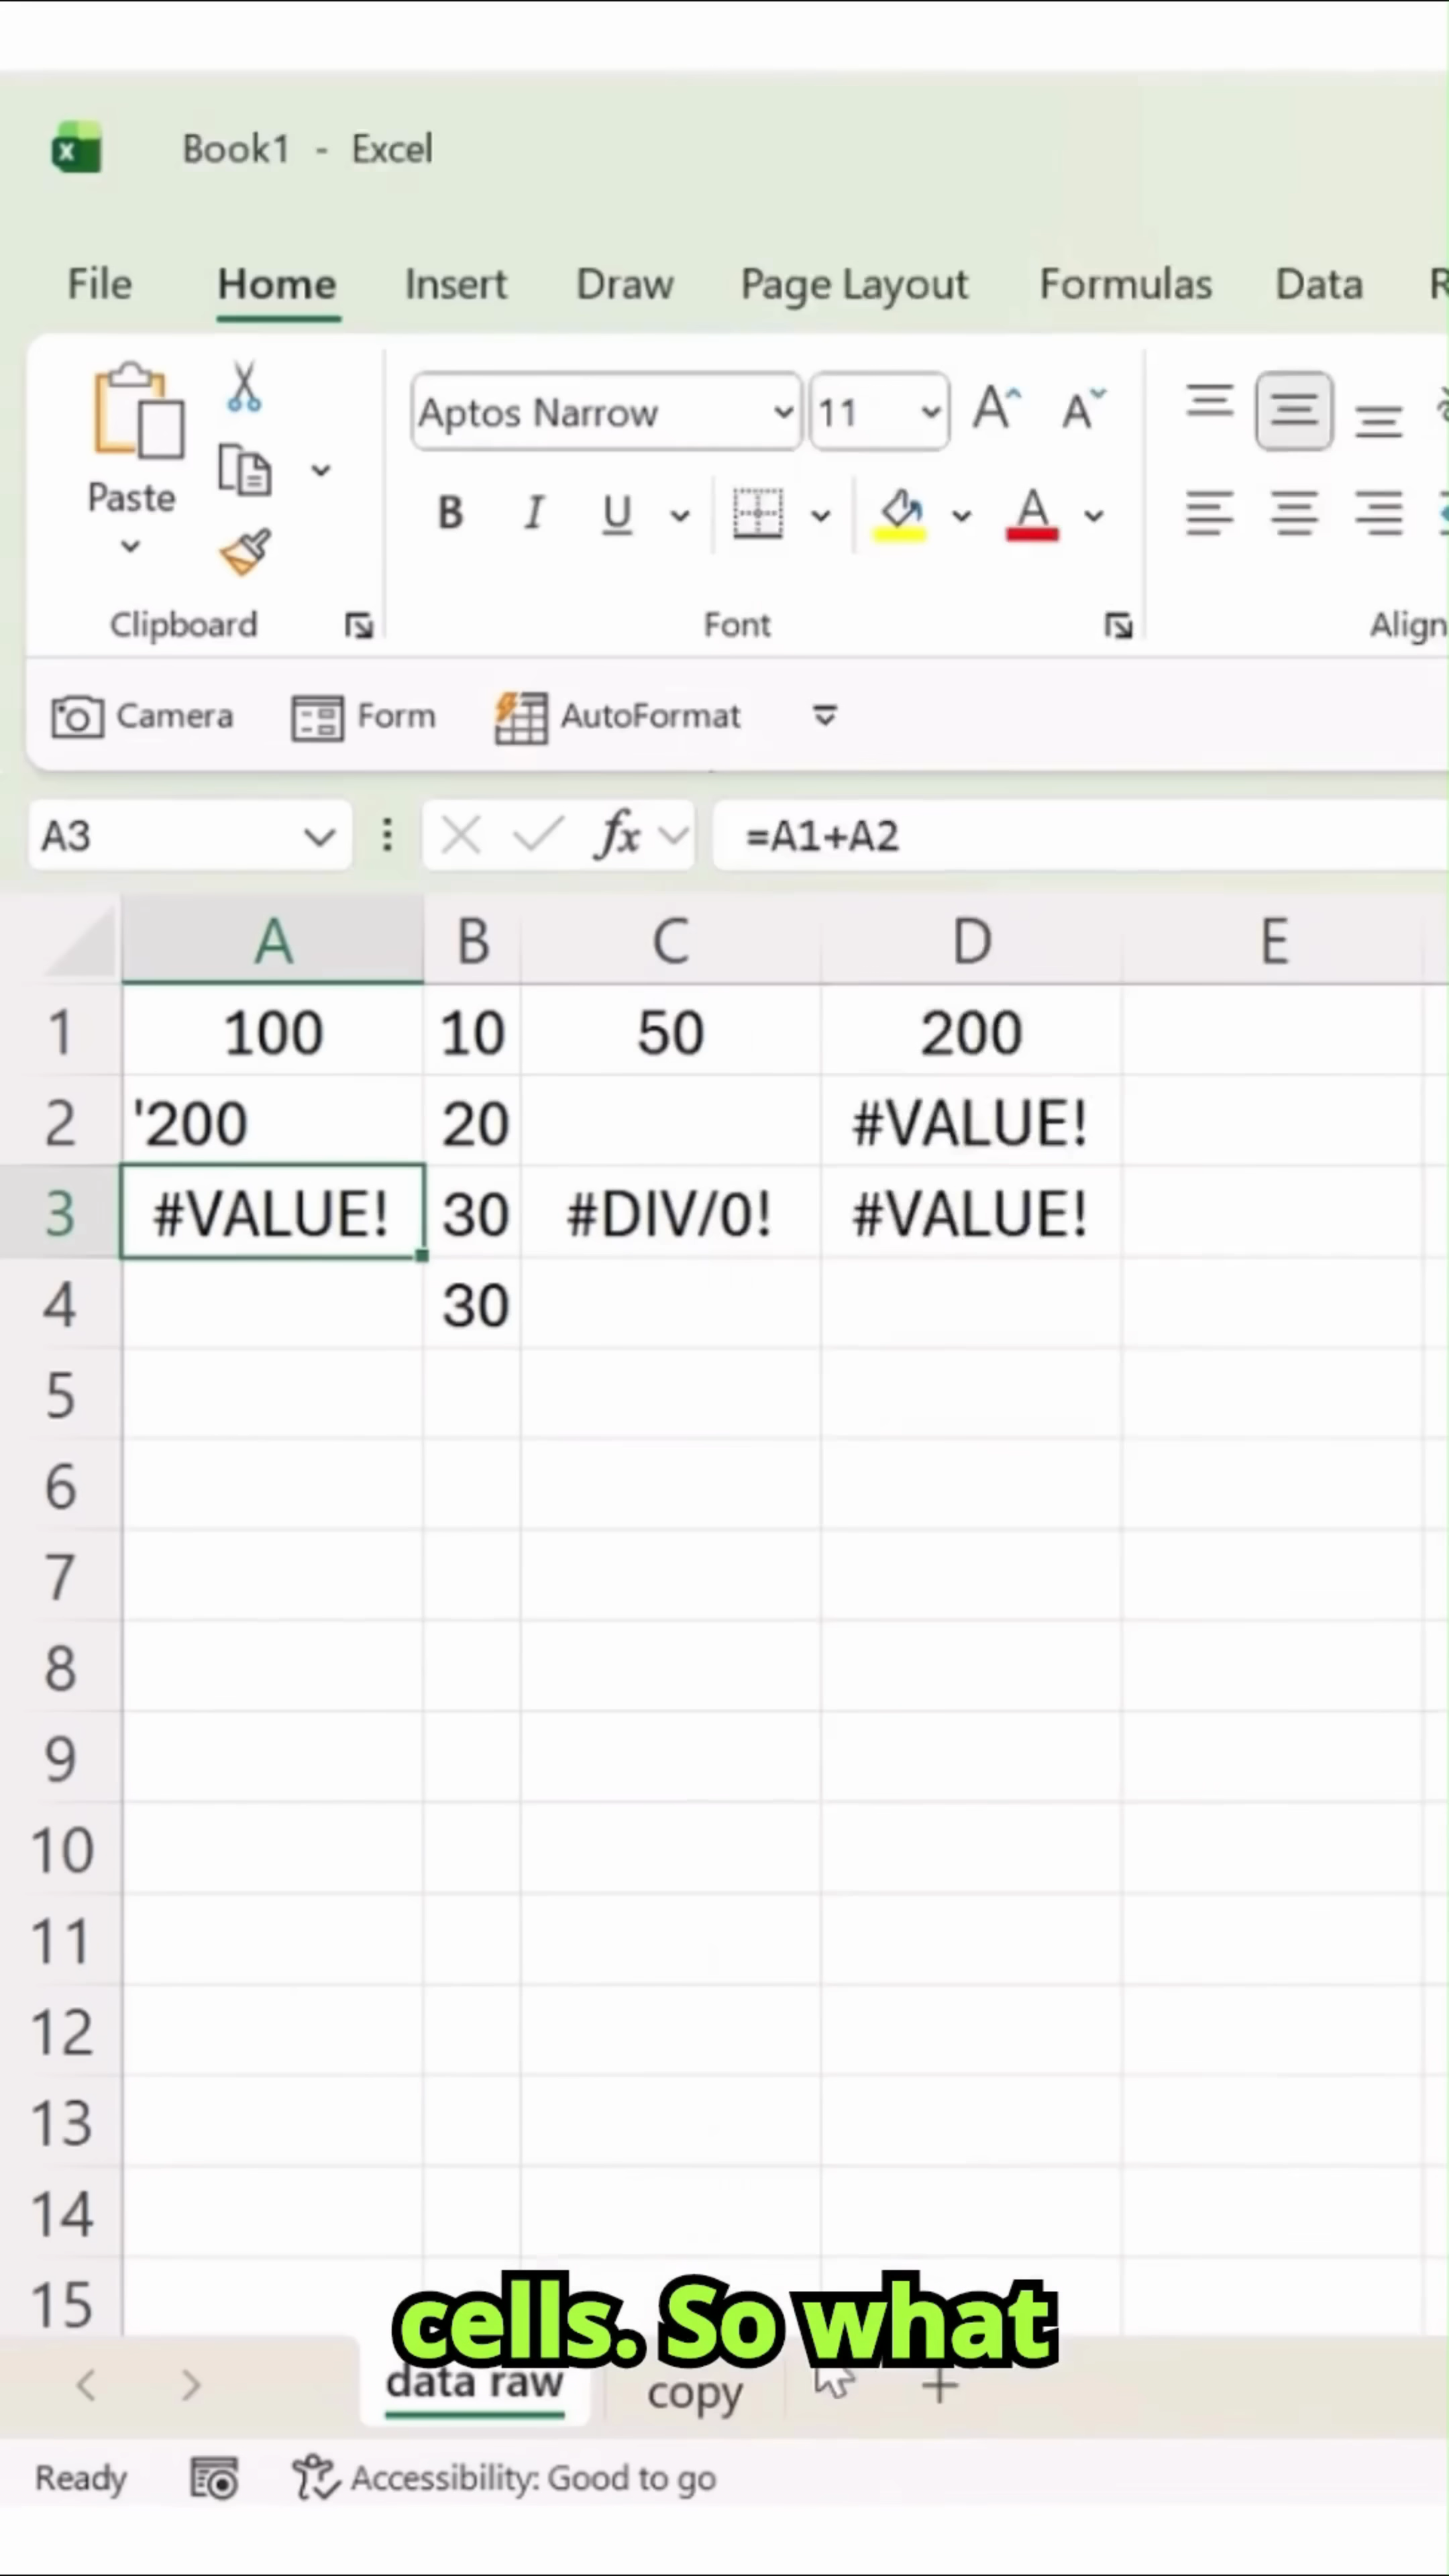 Book1 - Excel
File Home Insert Draw Page Layout Formulas Data R
Aptos Narrow 11
Paste
B I U
Clipboard Font Align
Camera Form AutoFormat
A3 fx =A1+A2
A B C D E
1 100 10 50 200
2 '200 20 #VALUE!
3 #VALUE! 30 #DIV/0! #VALUE!
4 30
5
6
7
8
9
10
11
12
13
14
15
cells. So what
data raw copy
Ready Accessibility: Good to go